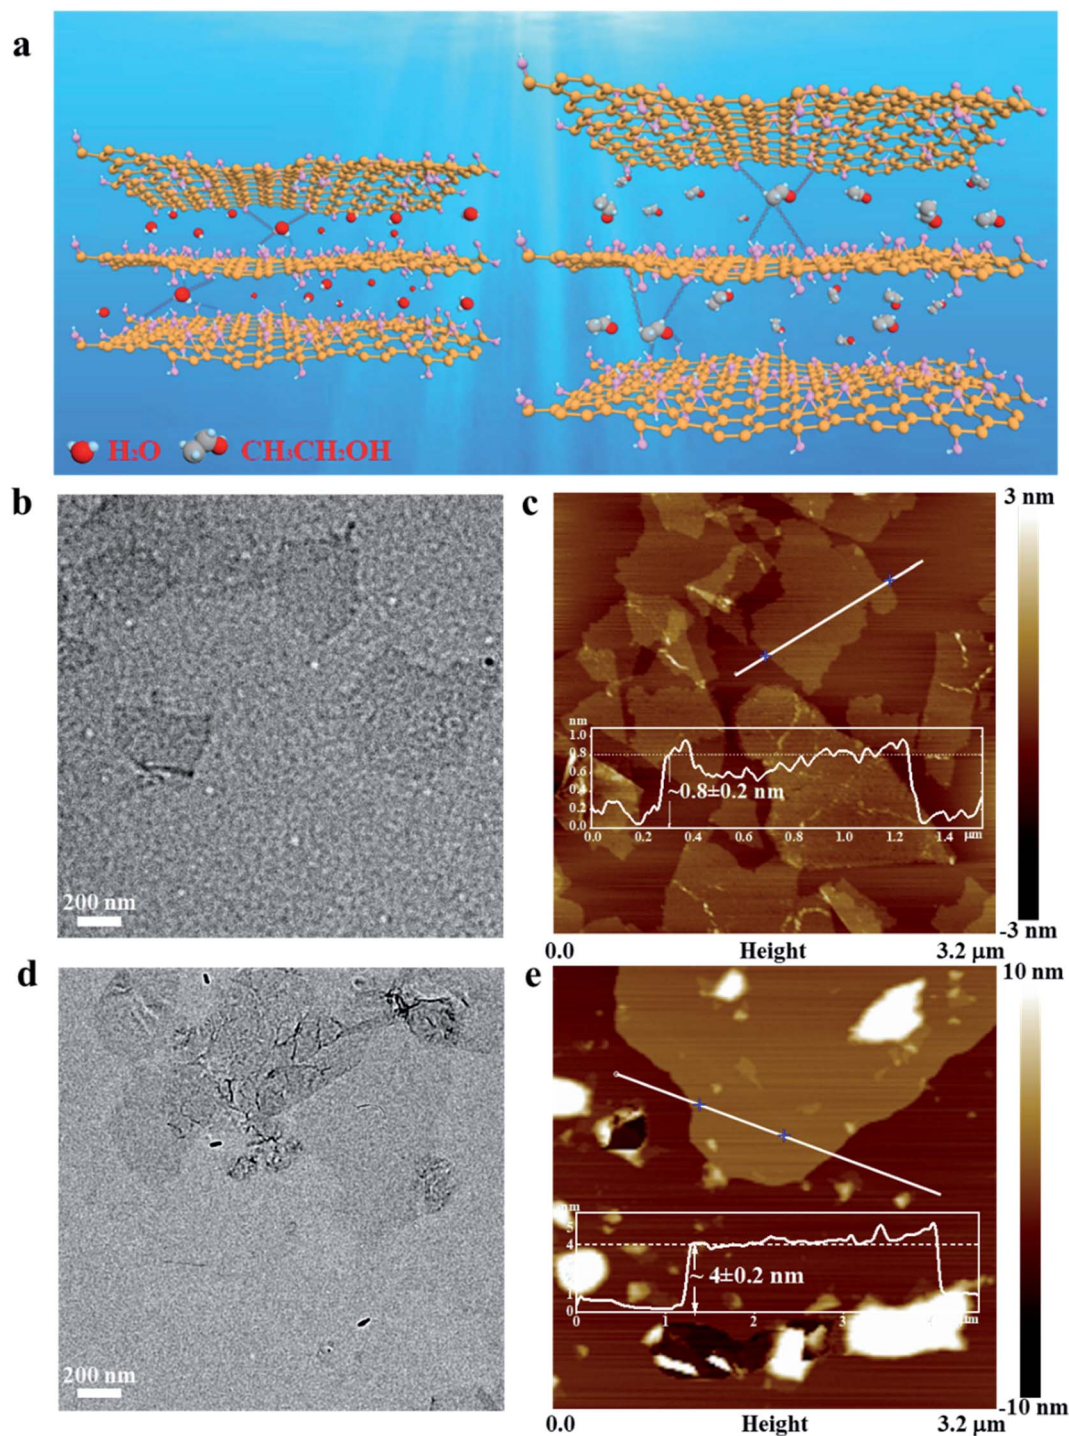 a
H₂O CH₃CH₂OH
b
200 nm
c
3 nm
-3 nm
nm
1.0
0.8
0.6
0.4
0.2
0.0
~0.8±0.2 nm
0.0 0.2 0.4 0.6 0.8 1.0 1.2 1.4 μm
0.0 Height 3.2 μm
d
200 nm
e
10 nm
-10 nm
5
4
1
0
~ 4±0.2 nm
1 2 3
0.0 Height 3.2 μm